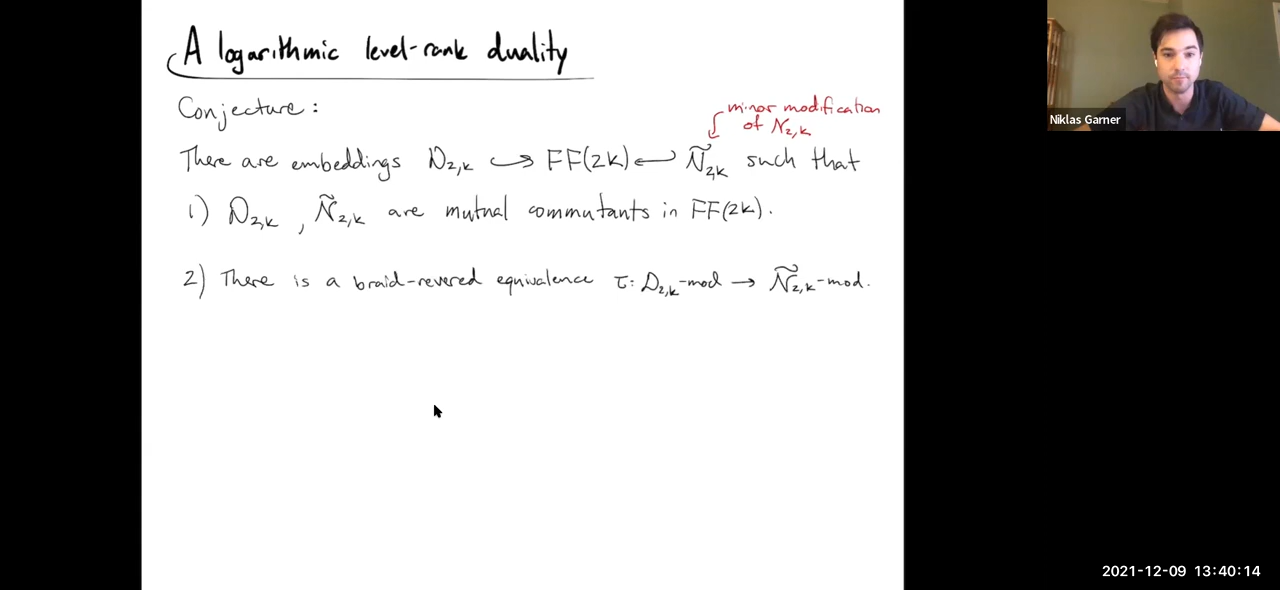 A logarithmic level-rank duality
Conjecture:
minor modification
of N₂,ₖ
There are embeddings D₂,ₖ ↪ FF(2k) ↩ Ñ₂,ₖ such that
1) D₂,ₖ, Ñ₂,ₖ are mutual commutants in FF(2k).
2) There is a braid-revered equivalence τ: D₂,ₖ-mod → Ñ₂,ₖ-mod.
Niklas Garner
2021-12-09 13:40:14